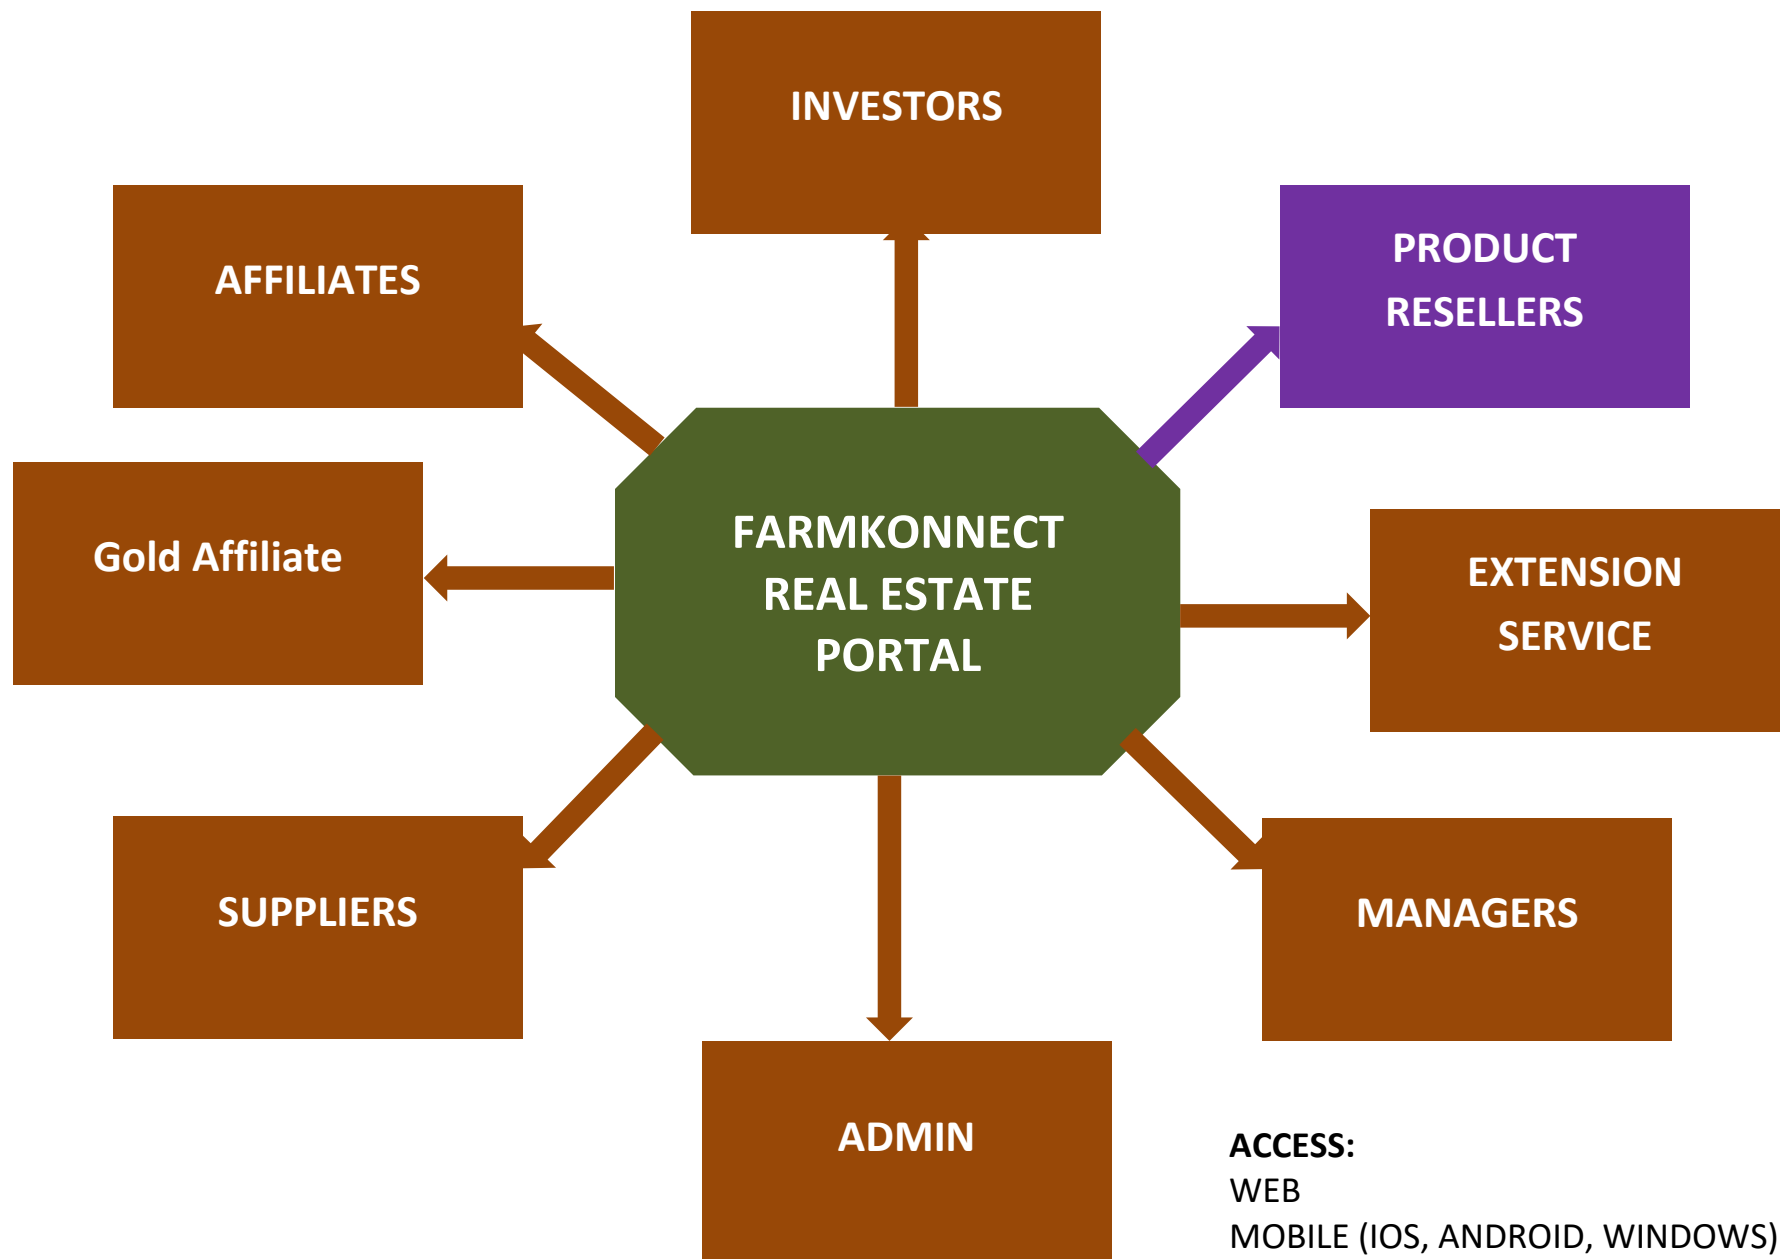 INVESTORS
AFFILIATES
PRODUCT
RESELLERS
Gold Affiliate
FARMKONNECT
REAL ESTATE
PORTAL
EXTENSION
SERVICE
SUPPLIERS
MANAGERS
ADMIN
ACCESS:
WEB
MOBILE (IOS, ANDROID, WINDOWS)